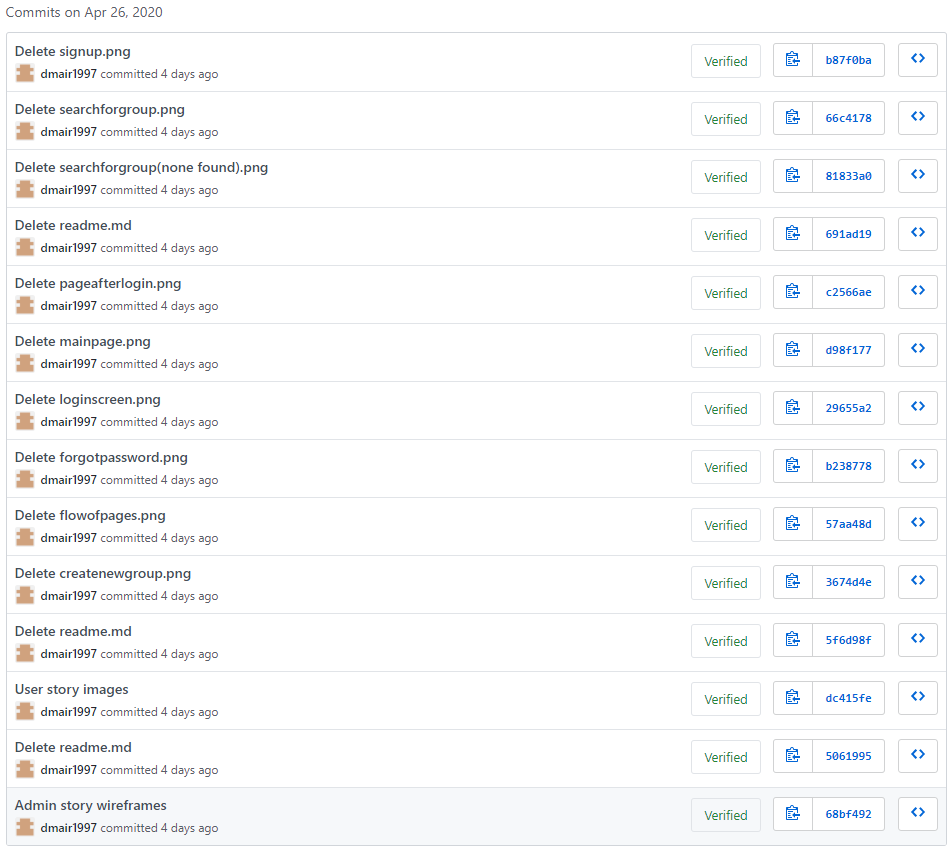 Commits on Apr 26, 2020
Delete signup.png
dmair1997 committed 4 days ago
Verified
b87f0ba
Delete searchforgroup.png
dmair1997 committed 4 days ago
Verified
66c4178
Delete searchforgroup(none found).png
dmair1997 committed 4 days ago
Verified
81833a0
Delete readme.md
dmair1997 committed 4 days ago
Verified
691ad19
Delete pageafterlogin.png
dmair1997 committed 4 days ago
Verified
c2566ae
Delete mainpage.png
dmair1997 committed 4 days ago
Verified
d98f177
Delete loginscreen.png
dmair1997 committed 4 days ago
Verified
29655a2
Delete forgotpassword.png
dmair1997 committed 4 days ago
Verified
b238778
Delete flowofpages.png
dmair1997 committed 4 days ago
Verified
57aa48d
Delete createnewgroup.png
dmair1997 committed 4 days ago
Verified
3674d4e
Delete readme.md
dmair1997 committed 4 days ago
Verified
5f6d98f
User story images
dmair1997 committed 4 days ago
Verified
dc415fe
Delete readme.md
dmair1997 committed 4 days ago
Verified
5061995
Admin story wireframes
dmair1997 committed 4 days ago
Verified
68bf492